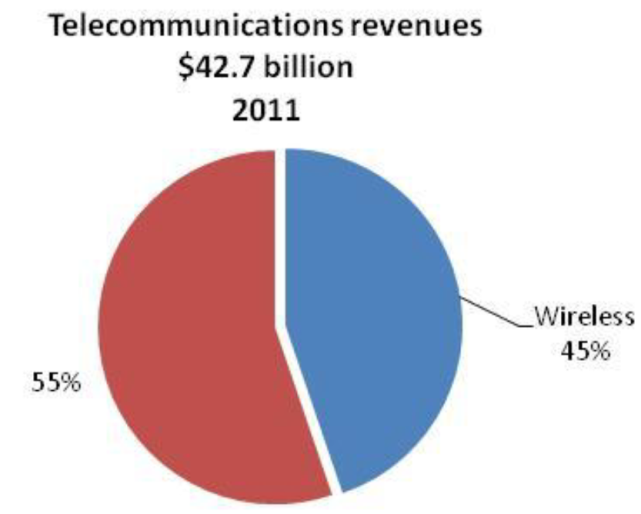 Telecommunications revenues
$42.7 billion
2011
Wireless
45%
55%